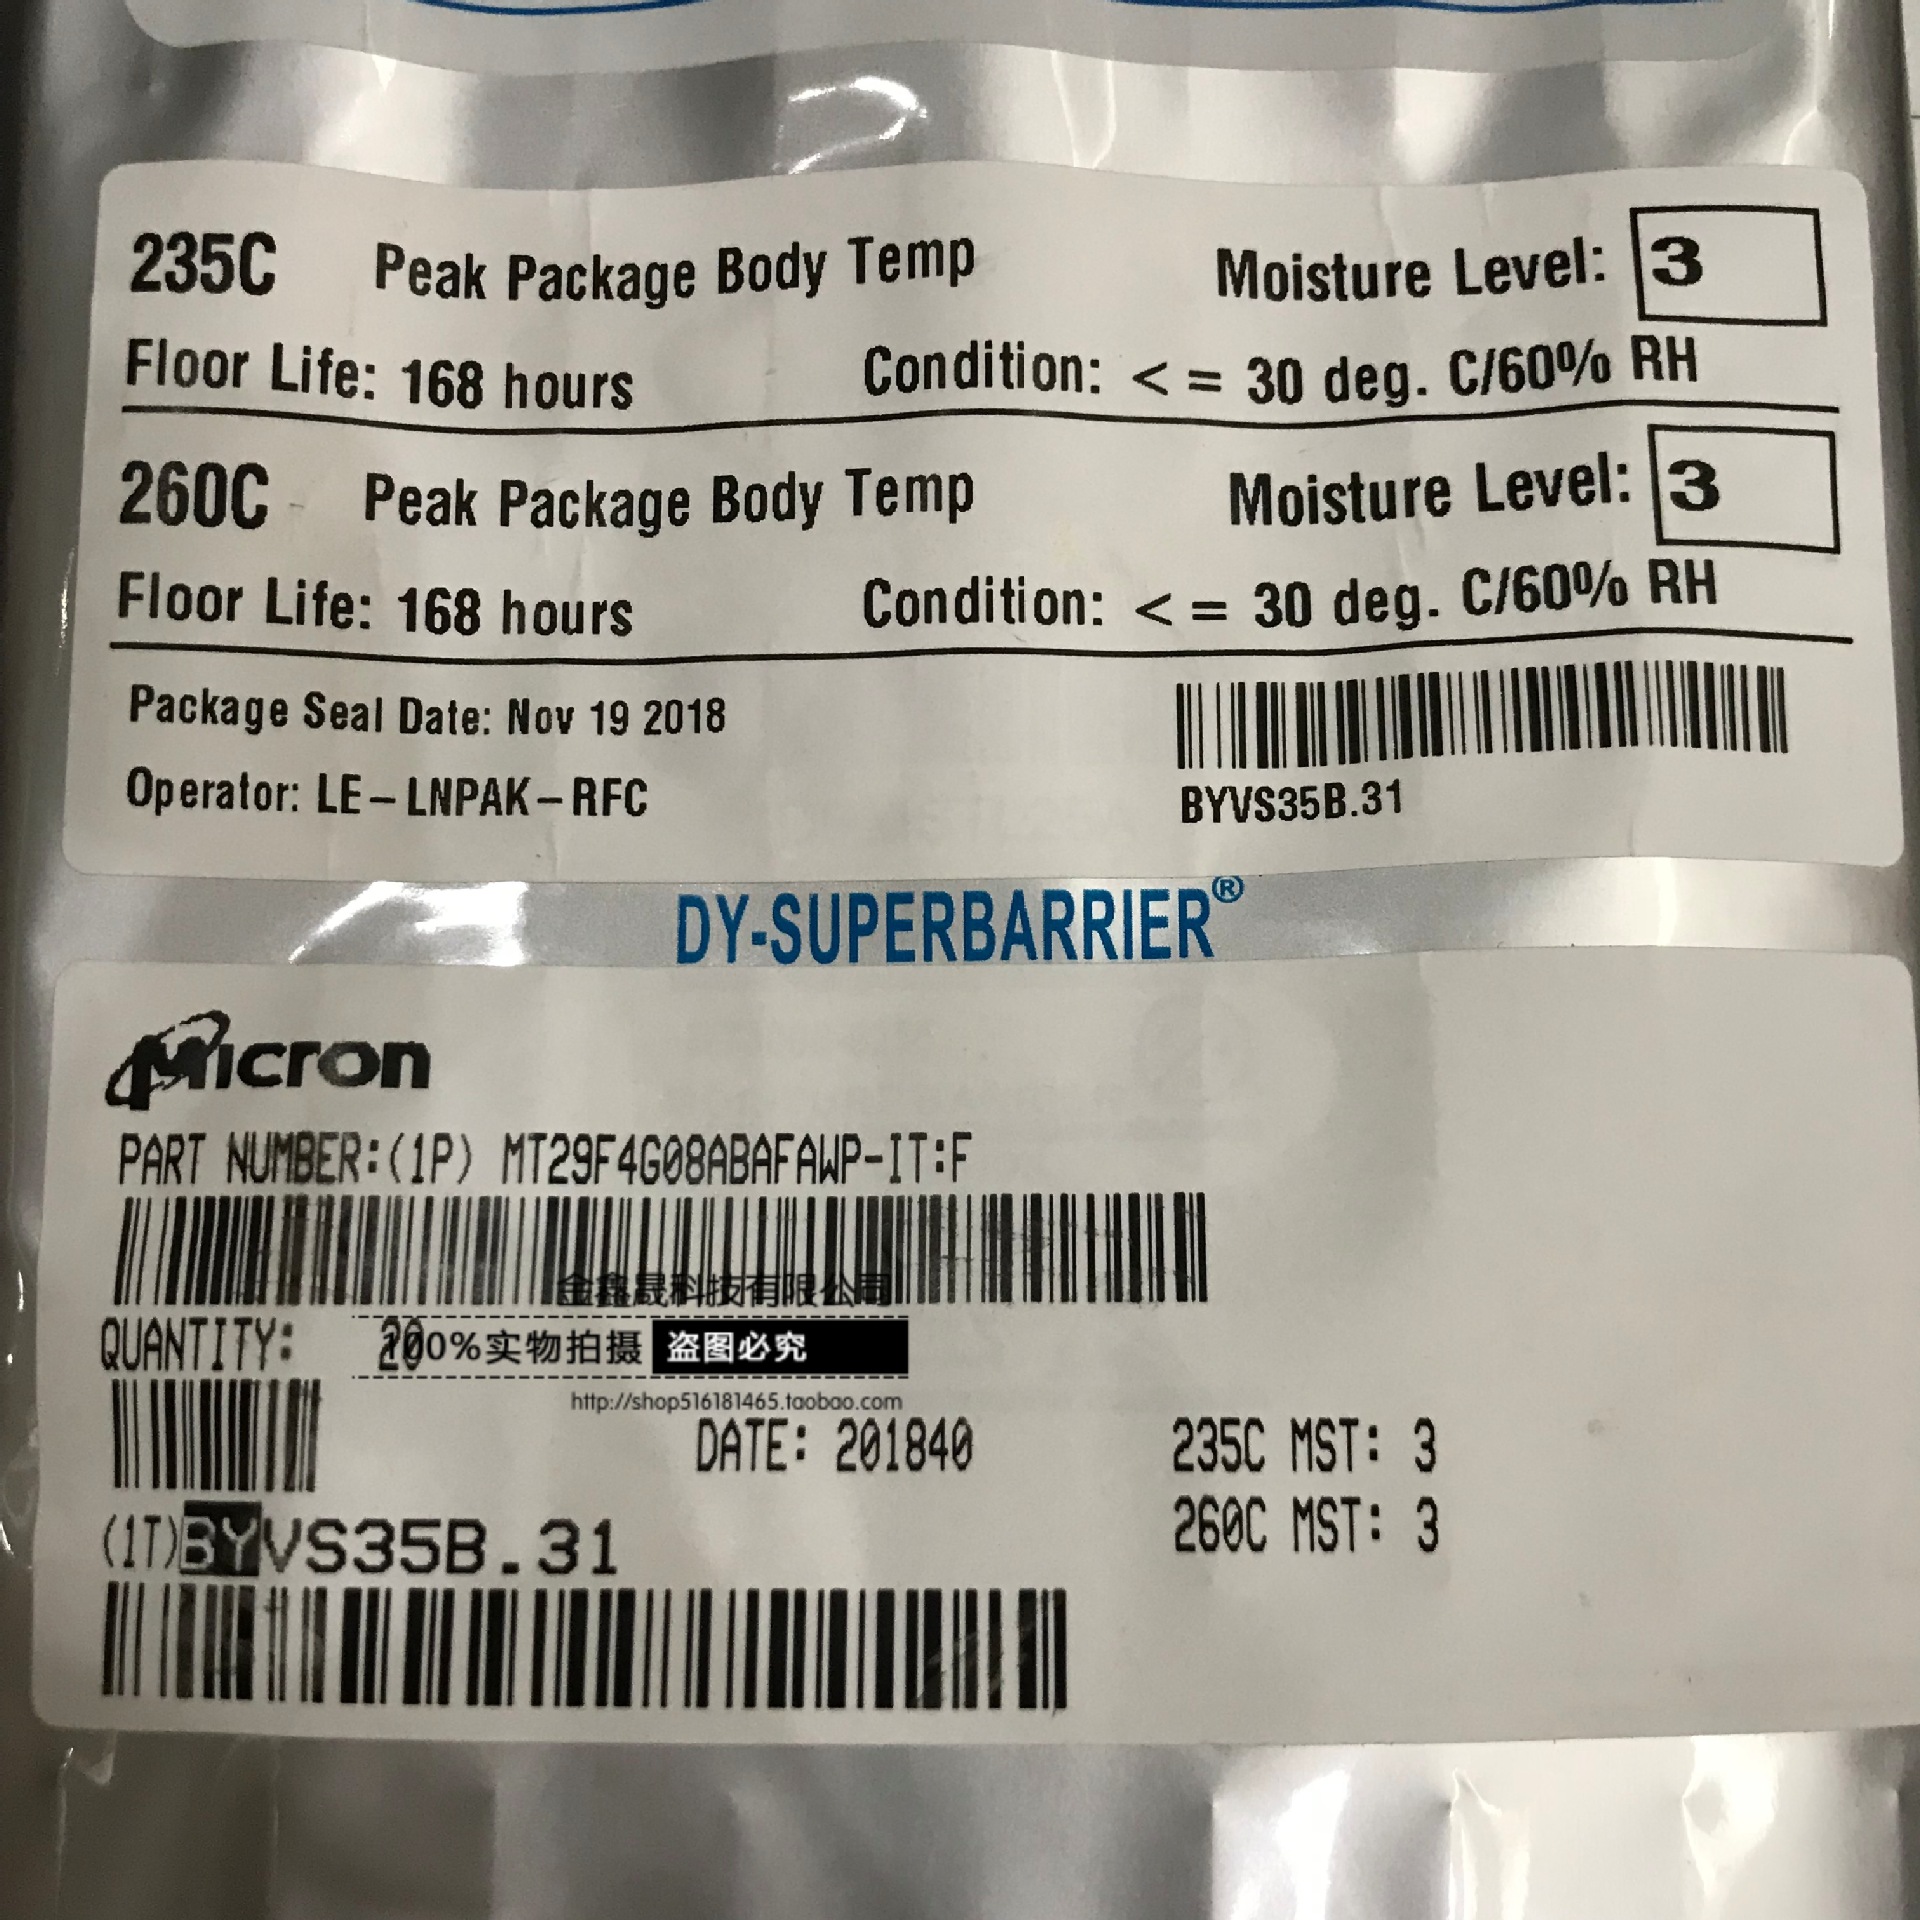 235C Peak Package Body Temp Moisture Level: 3
Floor Life: 168 hours Condition: < = 30 deg. C/60% RH
260C Peak Package Body Temp Moisture Level: 3
Floor Life: 168 hours Condition: < = 30 deg. C/60% RH
Package Seal Date: Nov 19 2018
Operator: LE-LNPAK-RFC
BYVS35B.31
DY-SUPERBARRIER®
Micron
PART NUMBER:(1P) MT29F4G08ABAFAWP-IT:F
金鑫晟科技有限公司
QUANTITY: 20
100%实物拍摄 盗图必究
http://shop516181465.taobao.com
DATE: 201840 235C MST: 3
260C MST: 3
(1T)BYVS35B.31